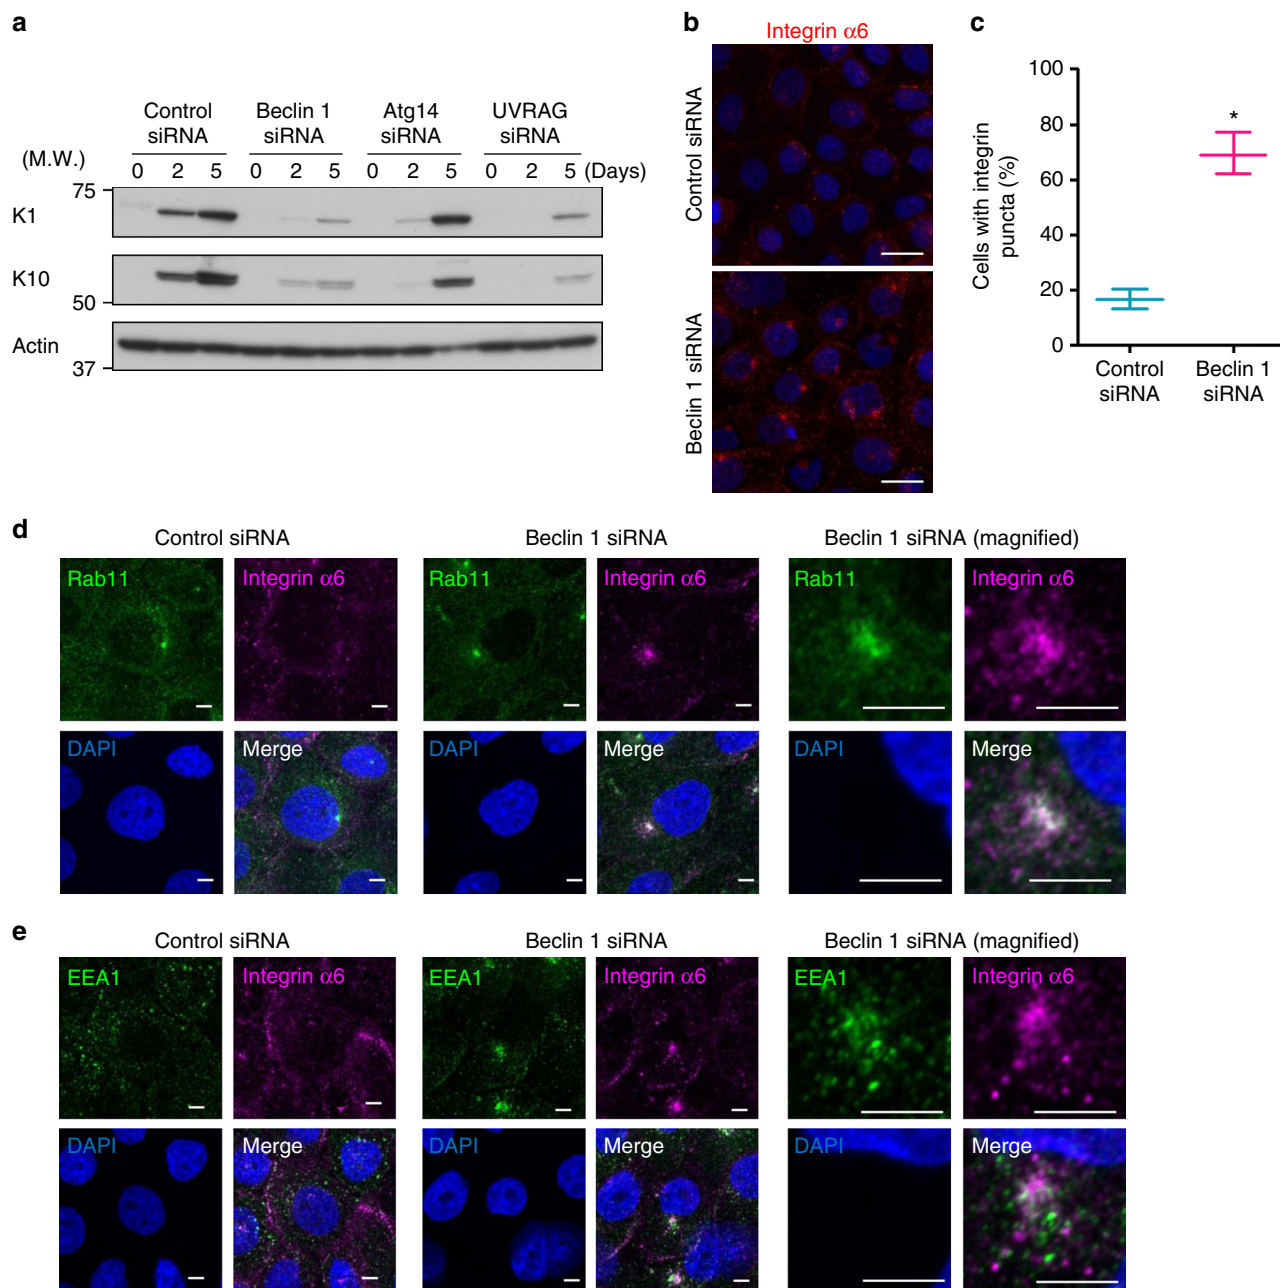 a
Control siRNA
Beclin 1 siRNA
Atg14 siRNA
UVRAG siRNA
(M.W.)
0 2 5 0 2 5 0 2 5 0 2 5 (Days)
75
K1
K10
50
Actin
37
b
Integrin α6
Control siRNA
Beclin 1 siRNA
c
Cells with integrin puncta (%)
100
80
60
40
20
0
*
Control siRNA
Beclin 1 siRNA
d
Control siRNA
Beclin 1 siRNA
Beclin 1 siRNA (magnified)
Rab11
Integrin α6
Rab11
Integrin α6
Rab11
Integrin α6
DAPI
Merge
DAPI
Merge
DAPI
Merge
e
Control siRNA
Beclin 1 siRNA
Beclin 1 siRNA (magnified)
EEA1
Integrin α6
EEA1
Integrin α6
EEA1
Integrin α6
DAPI
Merge
DAPI
Merge
DAPI
Merge